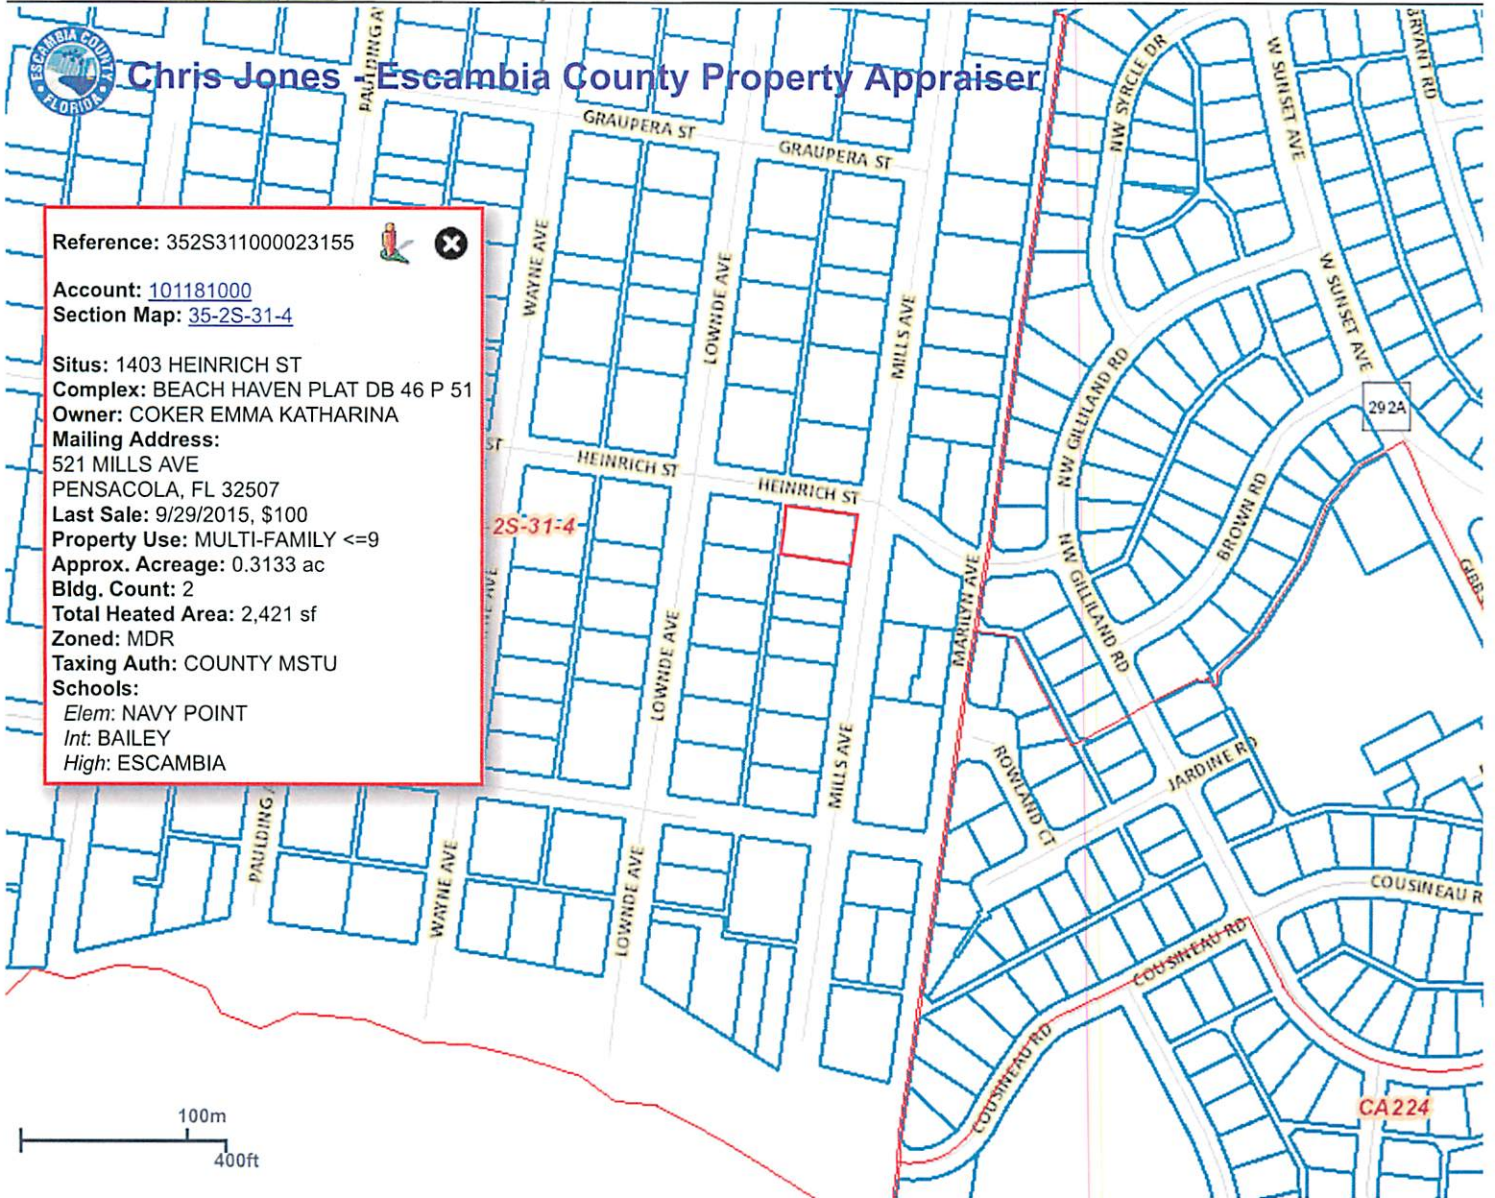 ESCAMBIA COUNTY
FLORIDA
Chris Jones - Escambia County Property Appraiser
PAULDING A
GRAUPERA ST
GRAUPERA ST
NW SYRCLE DR
W SUNSET AVE
BRYANT RD
Reference: 352S311000023155
Account: 101181000
Section Map: 35-2S-31-4
Situs: 1403 HEINRICH ST
Complex: BEACH HAVEN PLAT DB 46 P 51
Owner: COKER EMMA KATHARINA
Mailing Address:
521 MILLS AVE
PENSACOLA, FL 32507
Last Sale: 9/29/2015, $100
Property Use: MULTI-FAMILY <=9
Approx. Acreage: 0.3133 ac
Bldg. Count: 2
Total Heated Area: 2,421 sf
Zoned: MDR
Taxing Auth: COUNTY MSTU
Schools:
Elem: NAVY POINT
Int: BAILEY
High: ESCAMBIA
WAYNE AVE
LOWNDE AVE
MILLS AVE
W SUNSET AVE
NW GILLILAND RD
292A
ST
HEINRICH ST
HEINRICH ST
2S-31-4
BROWN RD
NW GILLILAND RD
GIBBS
MARILYN AVE
NE AVE
LOWNDE AVE
MILLS AVE
ROWLAND CT
JARDINE RD
PAULDING A
WAYNE AVE
LOWNDE AVE
COUSINEAU R
COUSINEAU RD
COUSINEAU RD
CA224
100m
400ft